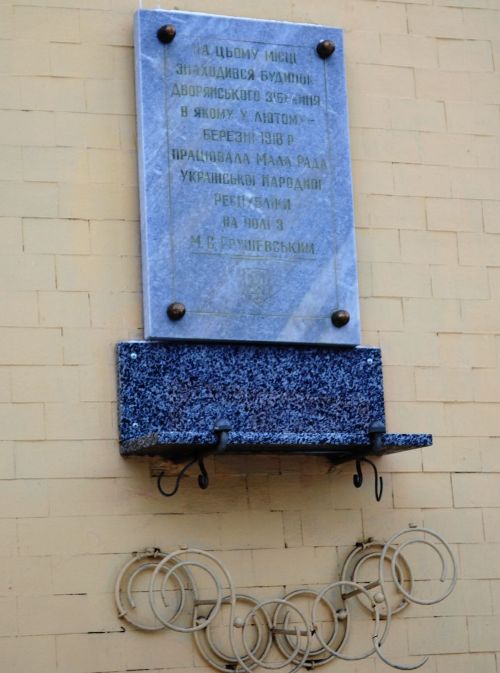 НА ЦЬОМУ МІСЦІ
ЗНАХОДИВСЯ БУДИНОК
ДВОРЯНСЬКОГО ЗІБРАННЯ
В ЯКОМУ У ЛЮТОМУ-
БЕРЕЗНІ 1918 Р.
ПРАЦЮВАЛА МАЛА РАДА
УКРАЇНСЬКОЇ НАРОДНОЇ
РЕСПУБЛІКИ
НА ЧОЛІ З
М. С. ГРУШЕВСЬКИМ.